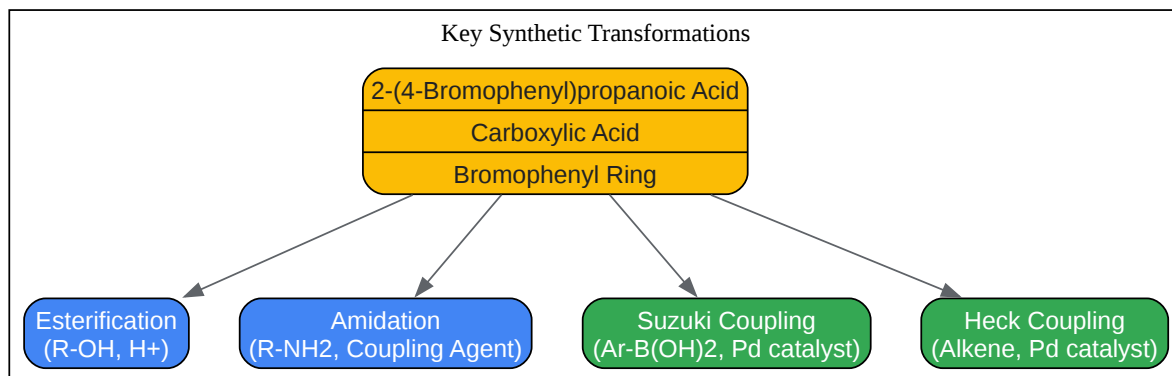 Key Synthetic Transformations
2-(4-Bromophenyl)propanoic Acid
Carboxylic Acid
Bromophenyl Ring
Esterification
(R-OH, H+)
Amidation
(R-NH2, Coupling Agent)
Suzuki Coupling
(Ar-B(OH)2, Pd catalyst)
Heck Coupling
(Alkene, Pd catalyst)